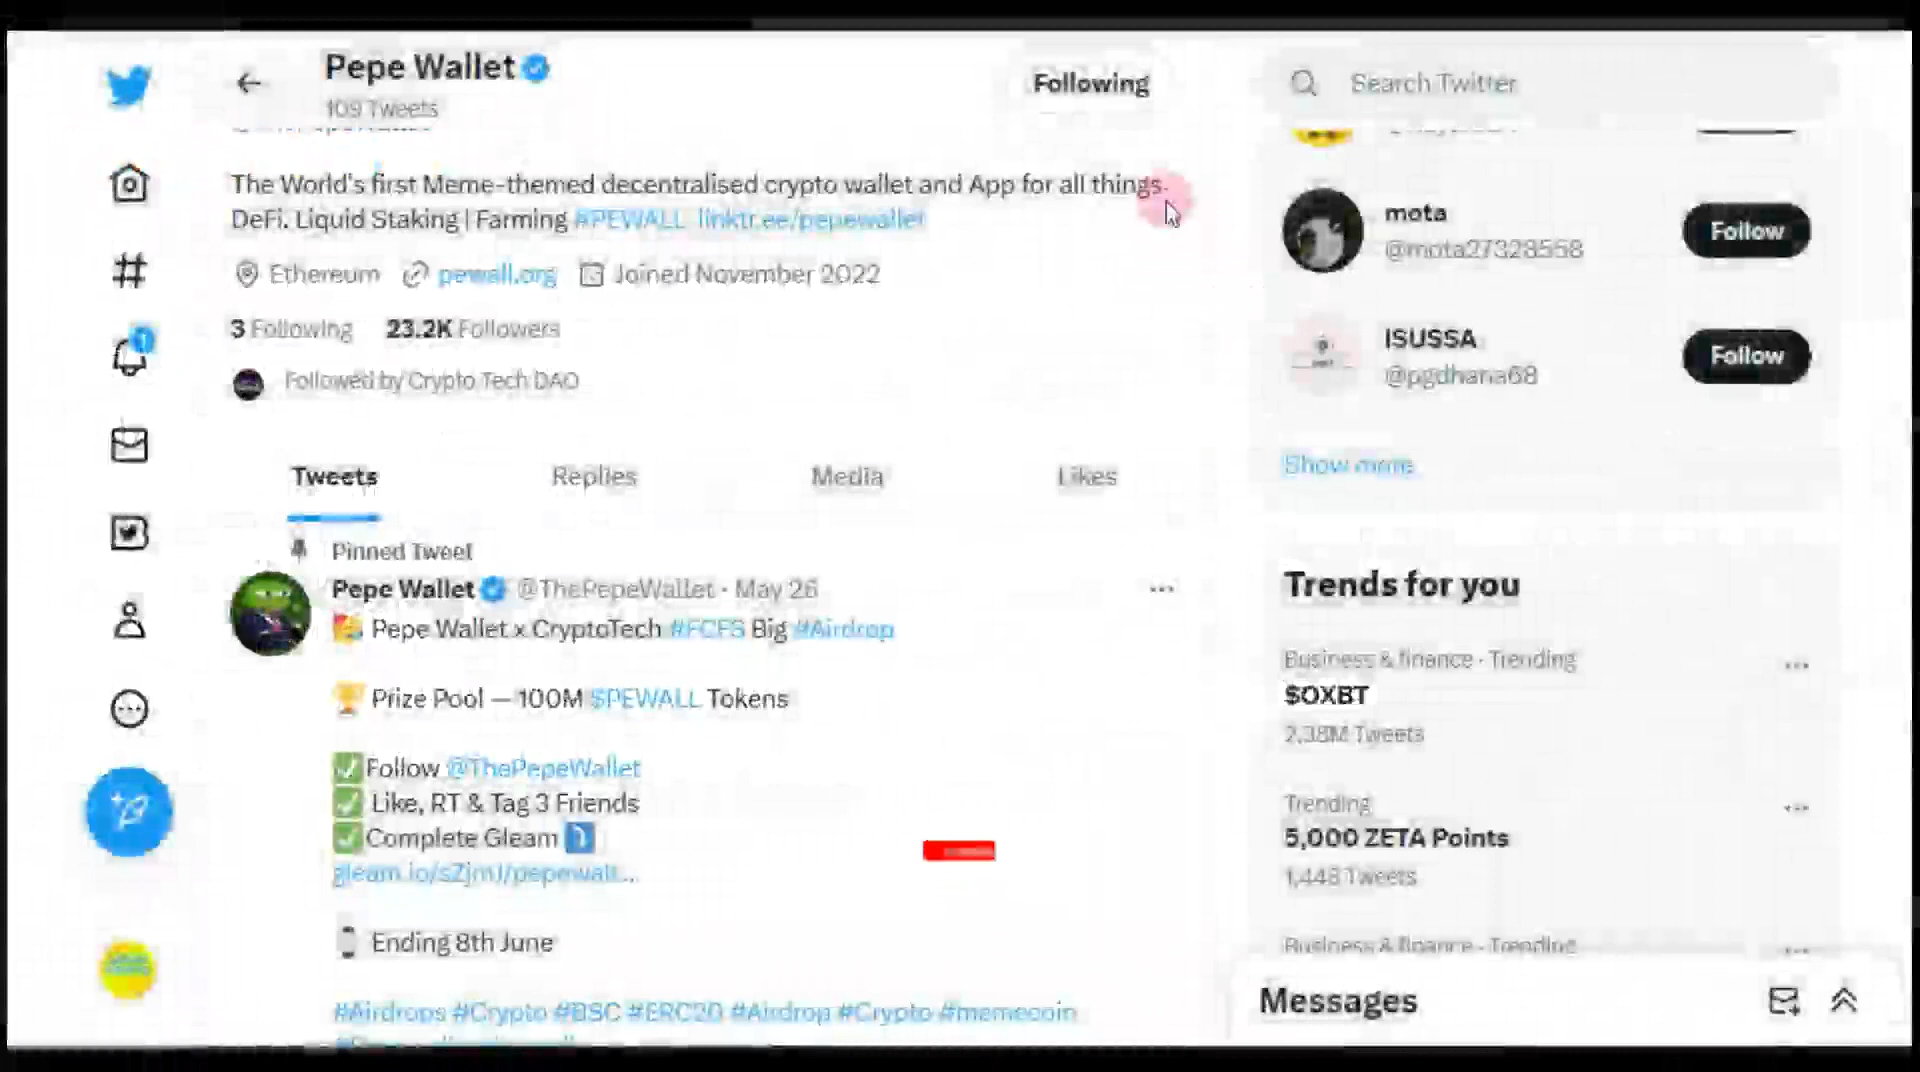 Pepe Wallet
109 Tweets
Following
The World's first Meme-themed decentralised crypto wallet and App for all things
DeFi. Liquid Staking | Farming #PEWALL linktr.ee/pepewallet
Ethereum pewall.org Joined November 2022
3 Following 23.2K Followers
Followed by Crypto Tech DAO
Tweets Replies Media Likes
Pinned Tweet
Pepe Wallet @ThePepeWallet · May 26
Pepe Wallet x CryptoTech #FCFS Big #Airdrop
Prize Pool — 100M $PEWALL Tokens
Follow @ThePepeWallet
Like, RT & Tag 3 Friends
Complete Gleam
Ending 8th June
#Airdrops #Crypto #BSC #ERC20 #Airdrop #Crypto #memecoin
Search Twitter
mota
@mota27328558
Follow
ISUSSA
@pgdhana68
Follow
Show more
Trends for you
Business & finance · Trending
$OXBT
2.38M Tweets
Trending
5,000 ZETA Points
1,448 Tweets
Business & finance · Trending
Messages
1